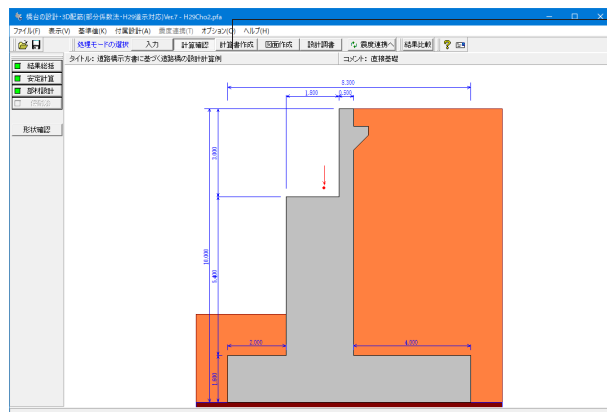 橋台の設計・3D配筋(部分係数法・H29道示対応)Ver.7 - H29Cho2.pfa
ファイル(F) 表示(V) 基準値(K) 付属設計(A) 震度連携(T) オプション(O) ヘルプ(H)
処理モードの選択 入力 計算確認 計算書作成 図面作成 設計調書 震度連携へ 結果比較
タイトル: 道路橋示方書に基づく道路橋の設計計算例 コメント: 直接基礎
結果総括
安定計算
部材設計
形状確認
8.300
1.800 0.500
3.000
10.000
5.400
2.000 4.000
1.600